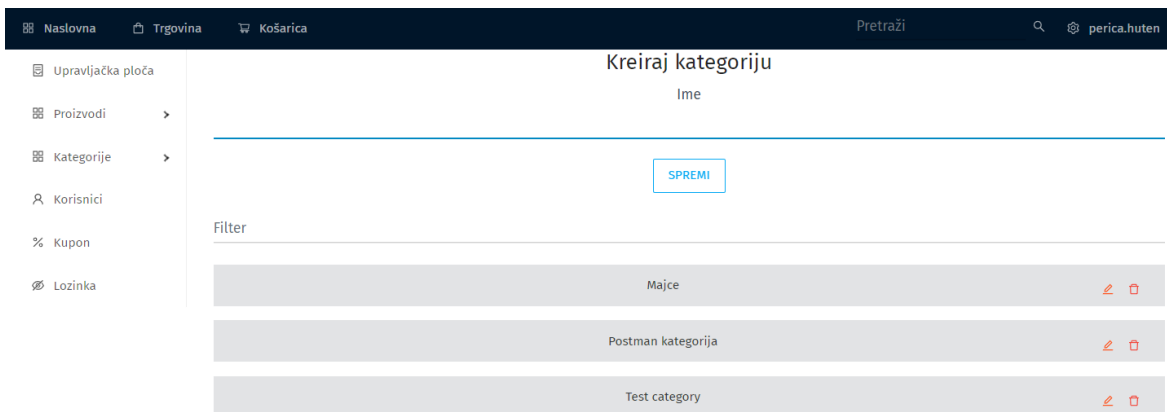 Naslovna Trgovina Košarica Pretraži perica.huten
Upravljačka ploča
Proizvodi
Kategorije
Korisnici
Kupon
Lozinka
Kreiraj kategoriju
Ime
SPREMI
Filter
Majce
Postman kategorija
Test category